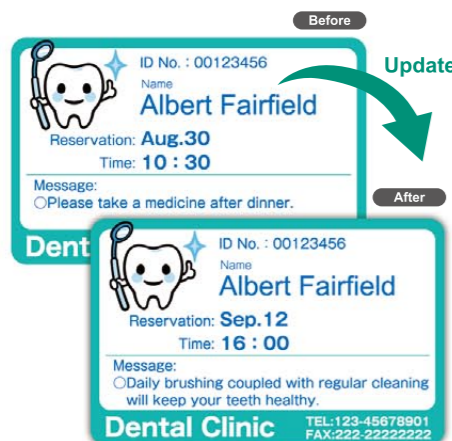 Before
Update
ID No. : 00123456
Name
Albert Fairfield
Reservation: Aug.30
Time: 10 : 30
Message:
○Please take a medicine after dinner.
Dent
After
ID No. : 00123456
Name
Albert Fairfield
Reservation: Sep.12
Time: 16 : 00
Message:
○Daily brushing coupled with regular cleaning
will keep your teeth healthy.
Dental Clinic
TEL:123-45678901
FAX:222-22222222